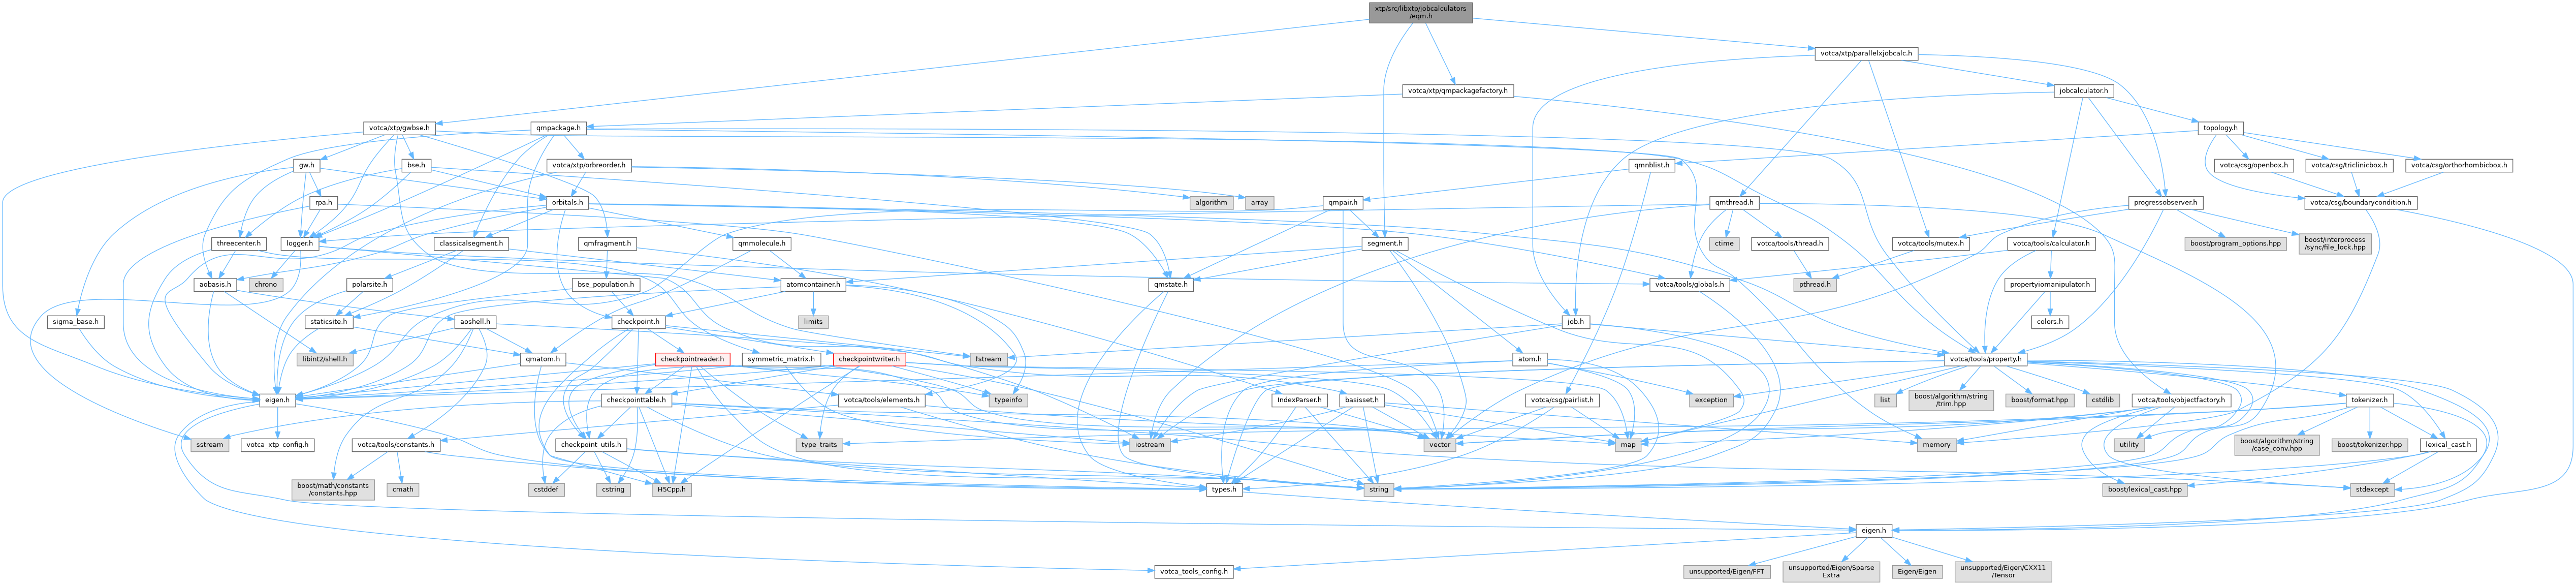 xtp/src/libxtp/jobcalculators
/eqm.h
votca/xtp/parallelxjobcalc.h
votca/xtp/qmpackagefactory.h
jobcalculator.h
votca/xtp/gwbse.h
qmpackage.h
topology.h
gw.h
bse.h
votca/xtp/orbreorder.h
qmnblist.h
votca/csg/openbox.h
votca/csg/triclinicbox.h
votca/csg/orthorhombicbox.h
rpa.h
orbitals.h
algorithm
array
qmpair.h
qmthread.h
progressobserver.h
votca/csg/boundarycondition.h
threecenter.h
logger.h
classicalsegment.h
qmfragment.h
qmmolecule.h
segment.h
ctime
votca/tools/thread.h
votca/tools/mutex.h
votca/tools/calculator.h
boost/program_options.hpp
boost/interprocess
/sync/file_lock.hpp
aobasis.h
chrono
polarsite.h
bse_population.h
atomcontainer.h
qmstate.h
votca/tools/globals.h
pthread.h
propertyiomanipulator.h
sigma_base.h
staticsite.h
aoshell.h
checkpoint.h
limits
job.h
colors.h
libint2/shell.h
qmatom.h
checkpointreader.h
symmetric_matrix.h
checkpointwriter.h
fstream
atom.h
votca/tools/property.h
eigen.h
checkpointtable.h
votca/tools/elements.h
typeinfo
IndexParser.h
basisset.h
votca/csg/pairlist.h
exception
list
boost/algorithm/string
/trim.hpp
boost/format.hpp
cstdlib
votca/tools/objectfactory.h
tokenizer.h
sstream
votca_xtp_config.h
votca/tools/constants.h
checkpoint_utils.h
type_traits
iostream
vector
map
memory
utility
boost/algorithm/string
/case_conv.hpp
boost/tokenizer.hpp
lexical_cast.h
boost/math/constants
/constants.hpp
cmath
cstddef
cstring
H5Cpp.h
types.h
string
boost/lexical_cast.hpp
stdexcept
eigen.h
votca_tools_config.h
unsupported/Eigen/FFT
unsupported/Eigen/Sparse
Extra
Eigen/Eigen
unsupported/Eigen/CXX11
/Tensor